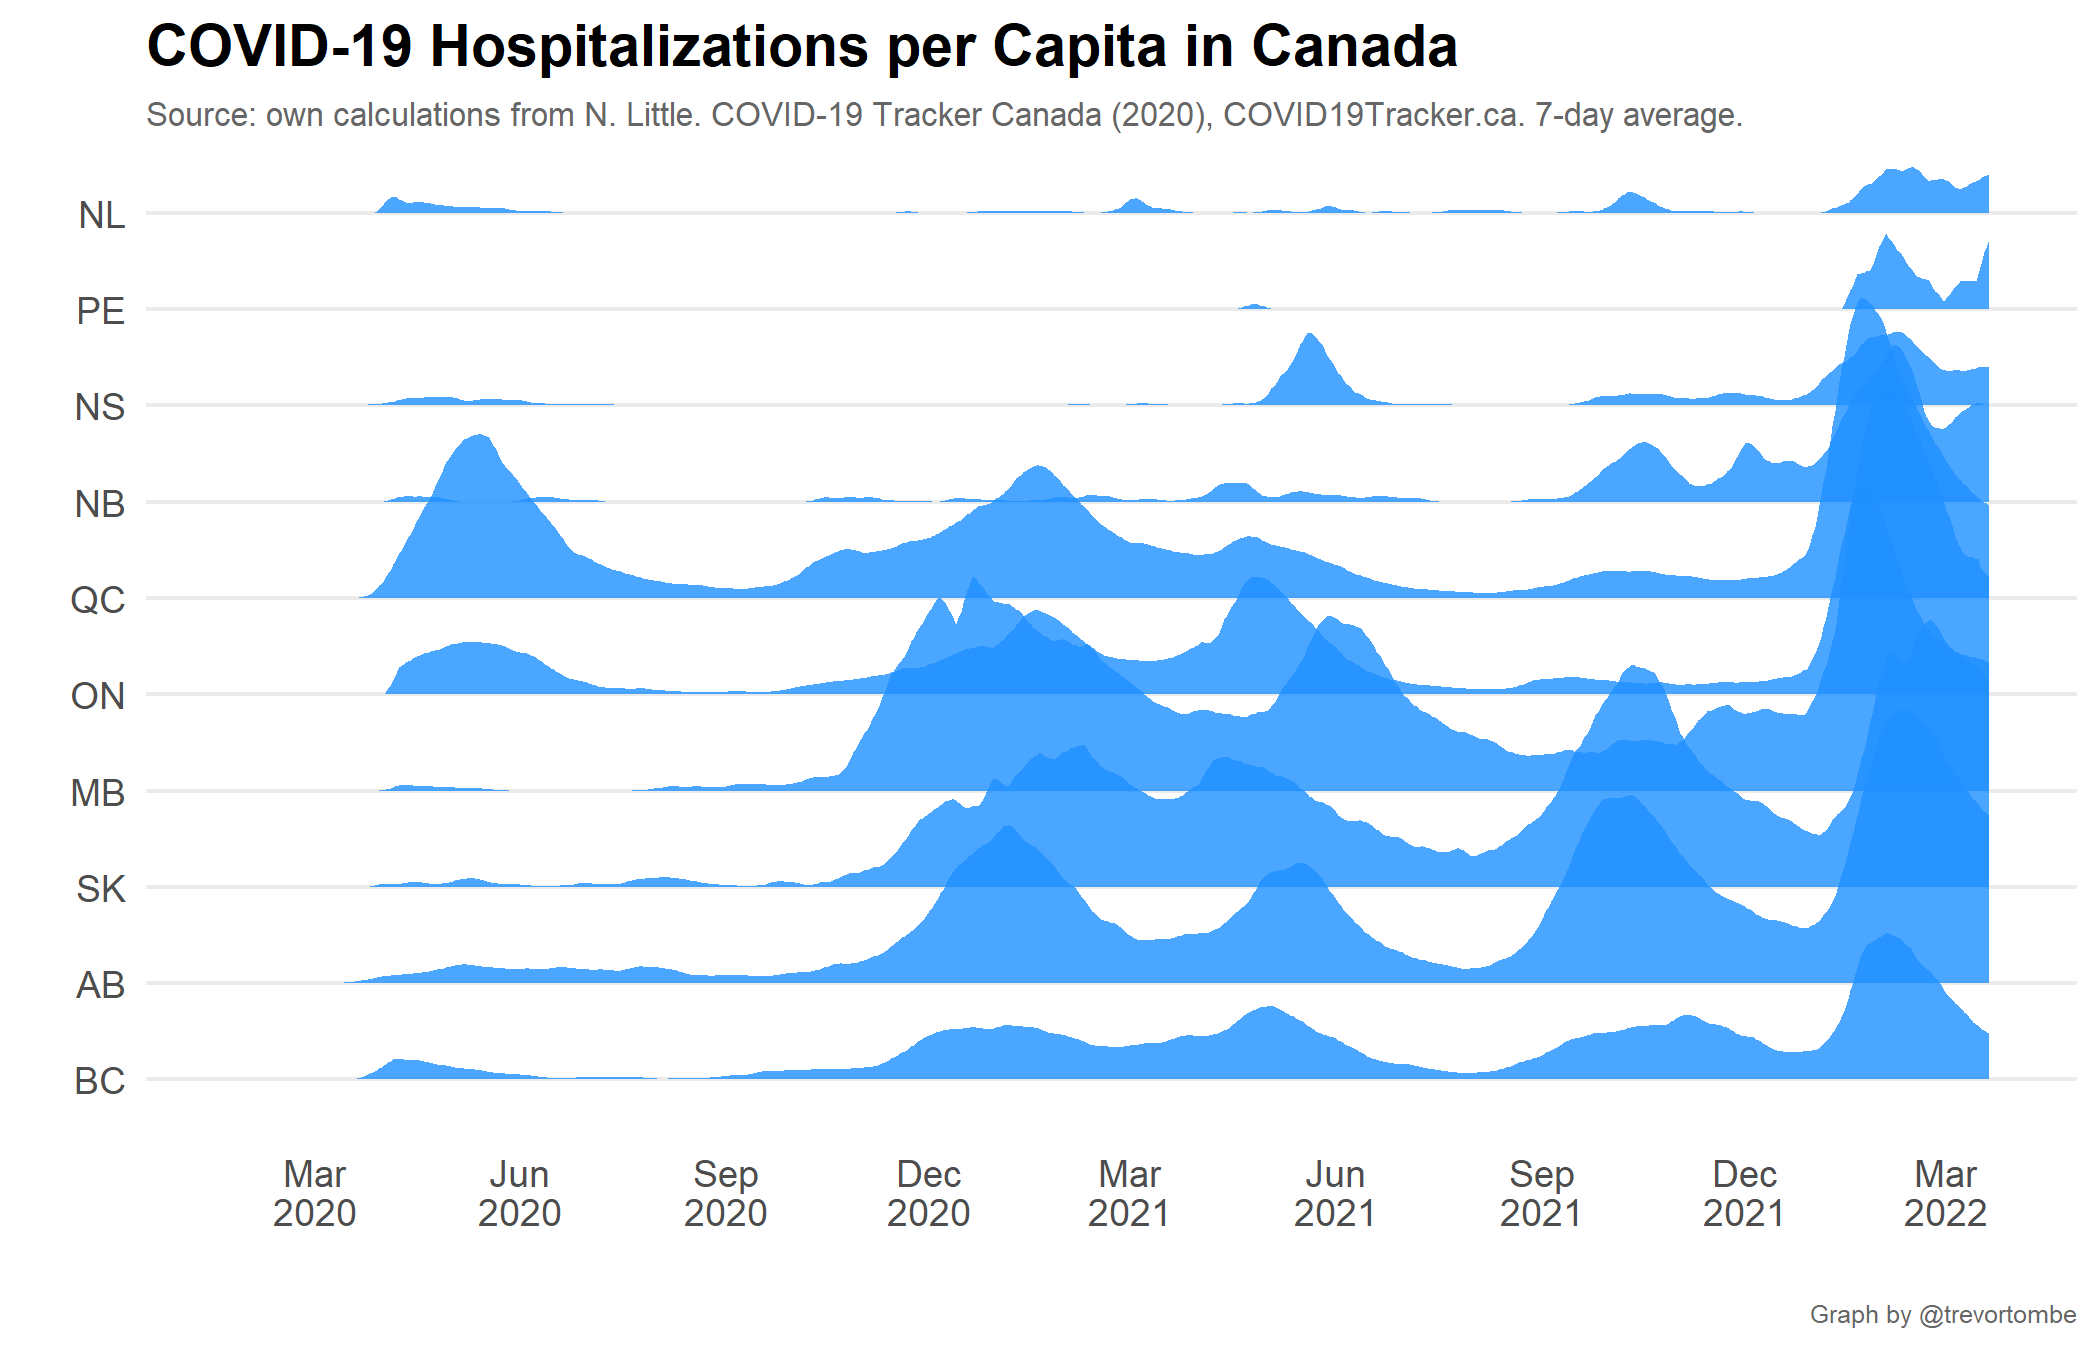 COVID-19 Hospitalizations per Capita in Canada
Source: own calculations from N. Little. COVID-19 Tracker Canada (2020), COVID19Tracker.ca. 7-day average.
NL
PE
NS
NB
QC
ON
MB
SK
AB
BC
Mar Jun Sep Dec Mar Jun Sep Dec Mar
2020 2020 2020 2020 2021 2021 2021 2021 2022
Graph by @trevortombe